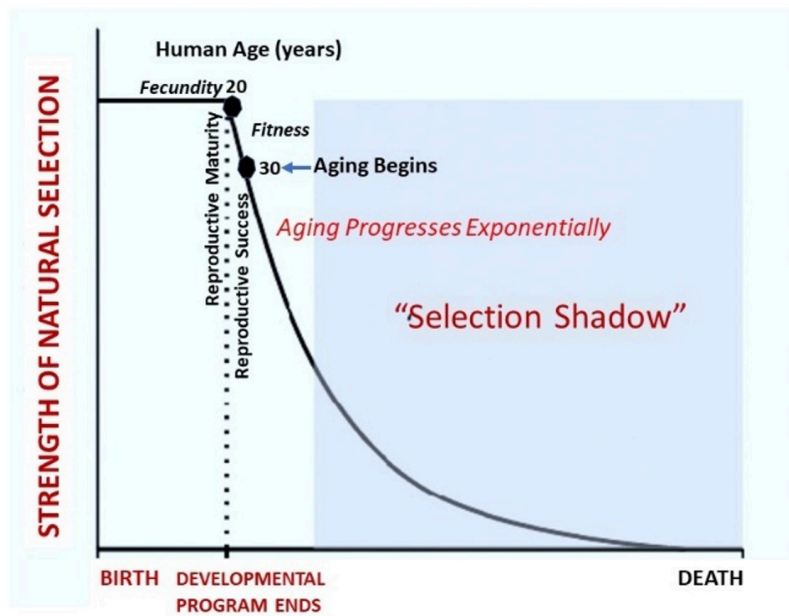 Human Age (years)
Fecundity 20
Fitness
30 Aging Begins
Aging Progresses Exponentially
"Selection Shadow"
Reproductive Maturity
Reproductive Success
STRENGTH OF NATURAL SELECTION
BIRTH
DEVELOPMENTAL
PROGRAM ENDS
DEATH